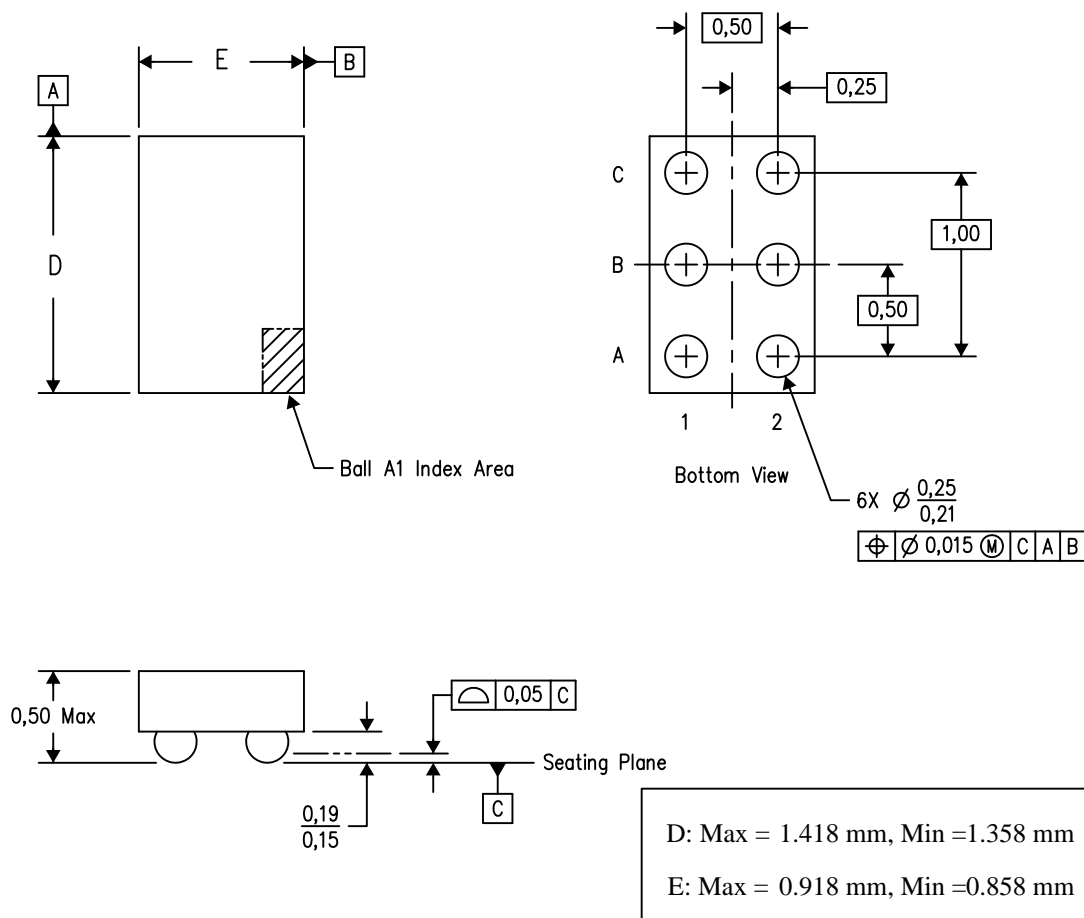 E
B
A
D
Ball A1 Index Area
0,50
0,25
C
B
A
1,00
0,50
1 2
Bottom View
6X Ø 0,25
0,21
⌖ Ø 0,015 Ⓜ C A B
0,50 Max
⌓ 0,05 C
Seating Plane
C
0,19
0,15
D: Max = 1.418 mm, Min =1.358 mm
E: Max = 0.918 mm, Min =0.858 mm